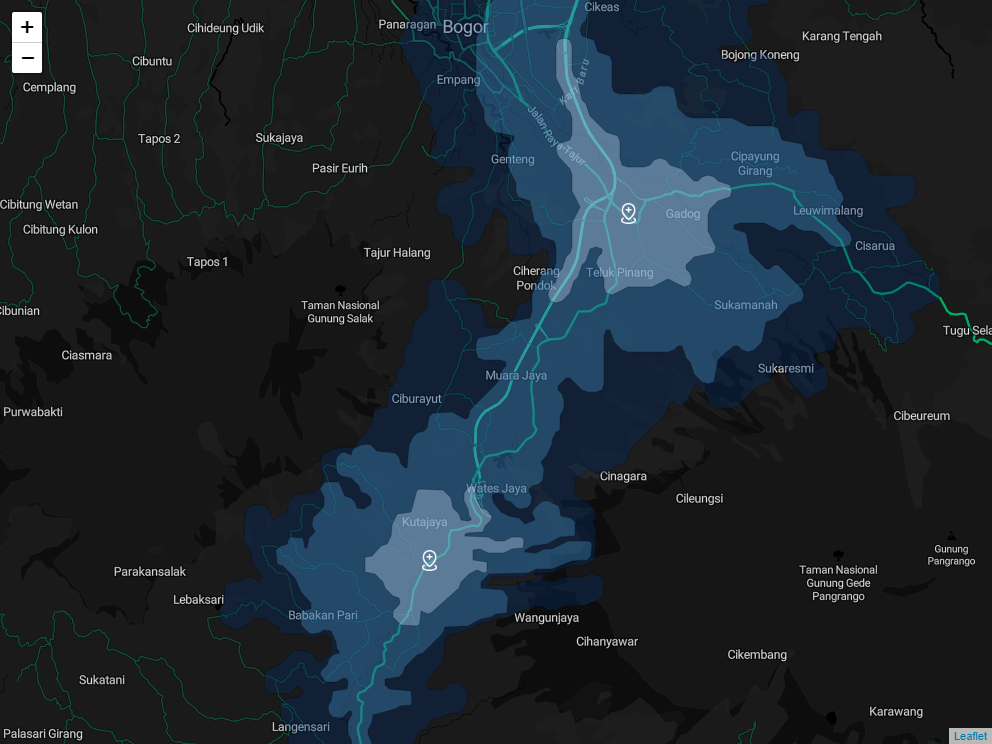 Cikeas
Panaragan
Bogor
Cihideung Udik
Karang Tengah
+
−
Bojong Koneng
Cibuntu
Empang
Cemplang
Kali Baru
Jalan Raya Tajur
Tapos 2
Sukajaya
Genteng
Cipayung
Girang
Pasir Eurih
Cibitung Wetan
Gadog
Leuwimalang
Cibitung Kulon
Cisarua
Tajur Halang
Tapos 1
Ciherang
Pondok
Teluk Pinang
Taman Nasional
Gunung Salak
Sukamanah
Cibunian
Tugu Sela
Ciasmara
Sukaresmi
Muara Jaya
Ciburayut
Purwabakti
Cibeureum
Cinagara
Wates Jaya
Cileungsi
Kutajaya
Gunung
Pangrango
Parakansalak
Taman Nasional
Gunung Gede
Pangrango
Lebaksari
Babakan Pari
Wangunjaya
Cihanyawar
Cikembang
Sukatani
Karawang
Langensari
Palasari Girang
Leaflet